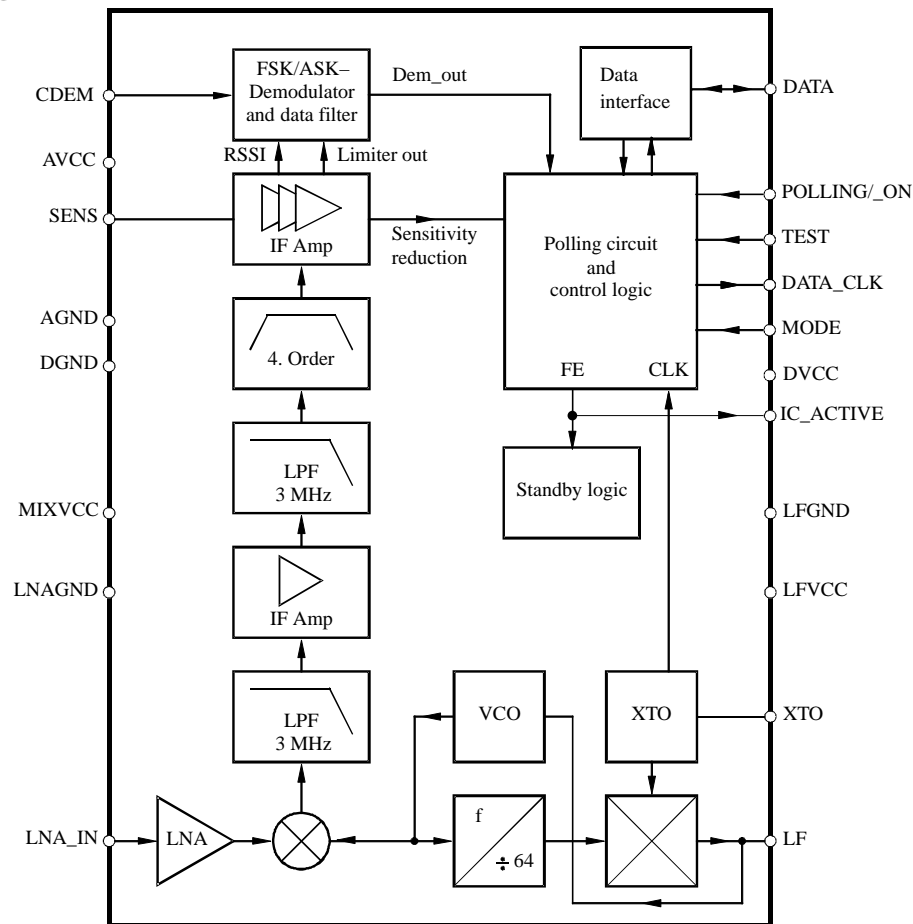 FSK/ASK–
Demodulator
and data filter
Dem_out
Data
interface
CDEM
DATA
RSSI
Limiter out
AVCC
POLLING/_ON
SENS
IF Amp
Sensitivity
reduction
Polling circuit
and
control logic
TEST
DATA_CLK
AGND
MODE
4. Order
DGND
FE
CLK
DVCC
IC_ACTIVE
LPF
3 MHz
Standby logic
MIXVCC
LFGND
LNAGND
IF Amp
LFVCC
LPF
3 MHz
VCO
XTO
XTO
LNA_IN
LNA
f
÷ 64
LF